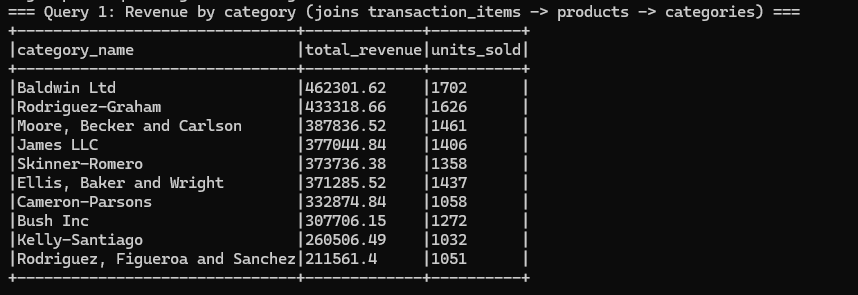 === Query 1: Revenue by category (joins transaction_items -> products -> categories) ===
+-----------------------------+-------------+----------+
|category_name                |total_revenue|units_sold|
+-----------------------------+-------------+----------+
|Baldwin Ltd                  |462301.62    |1702      |
|Rodriguez-Graham             |433318.66    |1626      |
|Moore, Becker and Carlson    |387836.52    |1461      |
|James LLC                    |377044.84    |1406      |
|Skinner-Romero               |373736.38    |1358      |
|Ellis, Baker and Wright      |371285.52    |1437      |
|Cameron-Parsons              |332874.84    |1058      |
|Bush Inc                     |307706.15    |1272      |
|Kelly-Santiago               |260506.49    |1032      |
|Rodriguez, Figueroa and Sanchez|211561.4     |1051      |
+-----------------------------+-------------+----------+